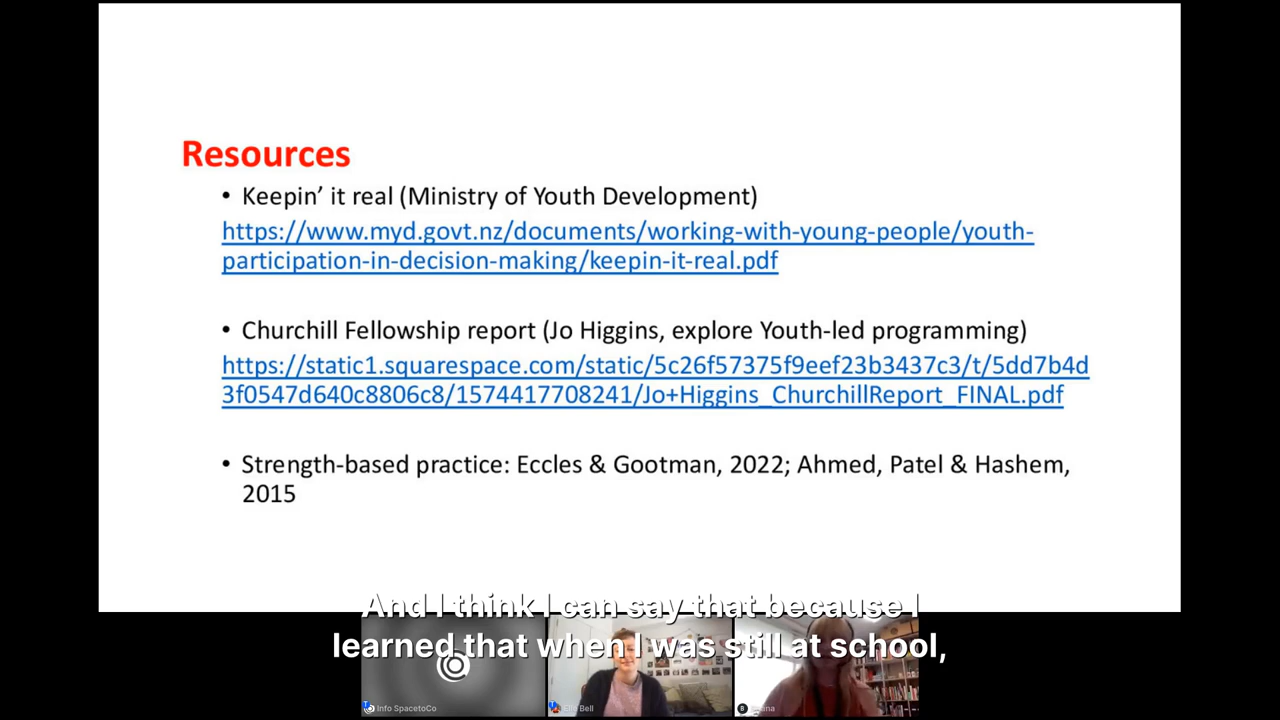 Resources
• Keepin’ it real (Ministry of Youth Development)
https://www.myd.govt.nz/documents/working-with-young-people/youth-
participation-in-decision-making/keepin-it-real.pdf
• Churchill Fellowship report (Jo Higgins, explore Youth-led programming)
https://static1.squarespace.com/static/5c26f57375f9eef23b3437c3/t/5dd7b4d
3f0547d640c8806c8/1574417708241/Jo+Higgins_ChurchillReport_FINAL.pdf
• Strength-based practice: Eccles & Gootman, 2022; Ahmed, Patel & Hashem,
2015
And I think I can say that because I
learned that when I was still at school,
Info SpacetoCo
Bell